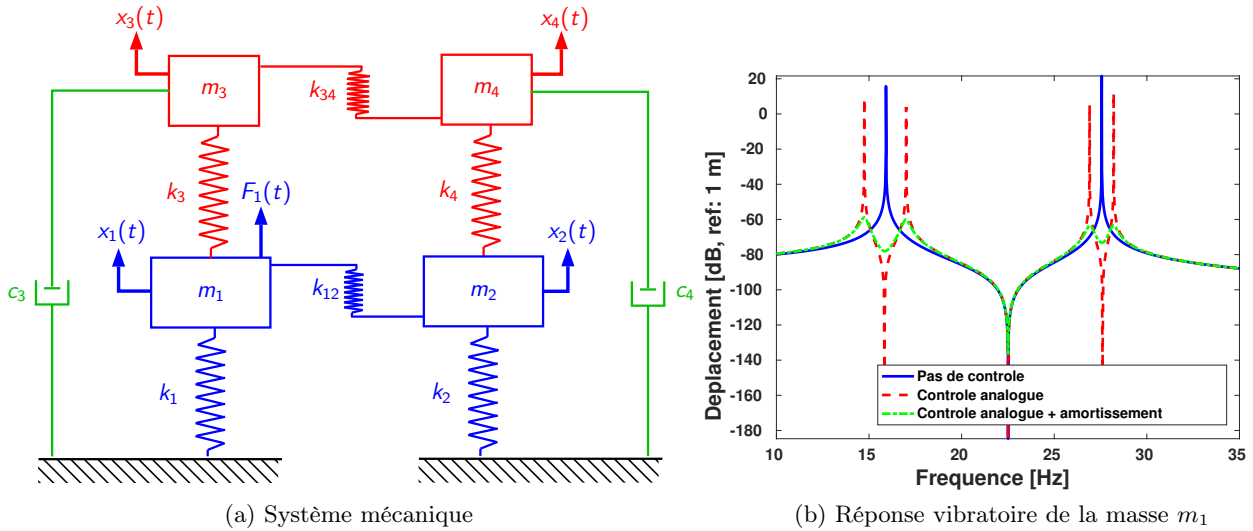 x₃(t)
x₄(t)
m₃
m₄
k₃₄
k₃
k₄
F₁(t)
x₁(t)
x₂(t)
c₃
m₁
k₁₂
m₂
c₄
k₁
k₂
(a) Système mécanique
Deplacement [dB, ref: 1 m]
20
0
-20
-40
-60
-80
-100
-120
-140
-160
-180
Pas de controle
Controle analogue
Controle analogue + amortissement
10
15
20
25
30
35
Frequence [Hz]
(b) Réponse vibratoire de la masse m₁